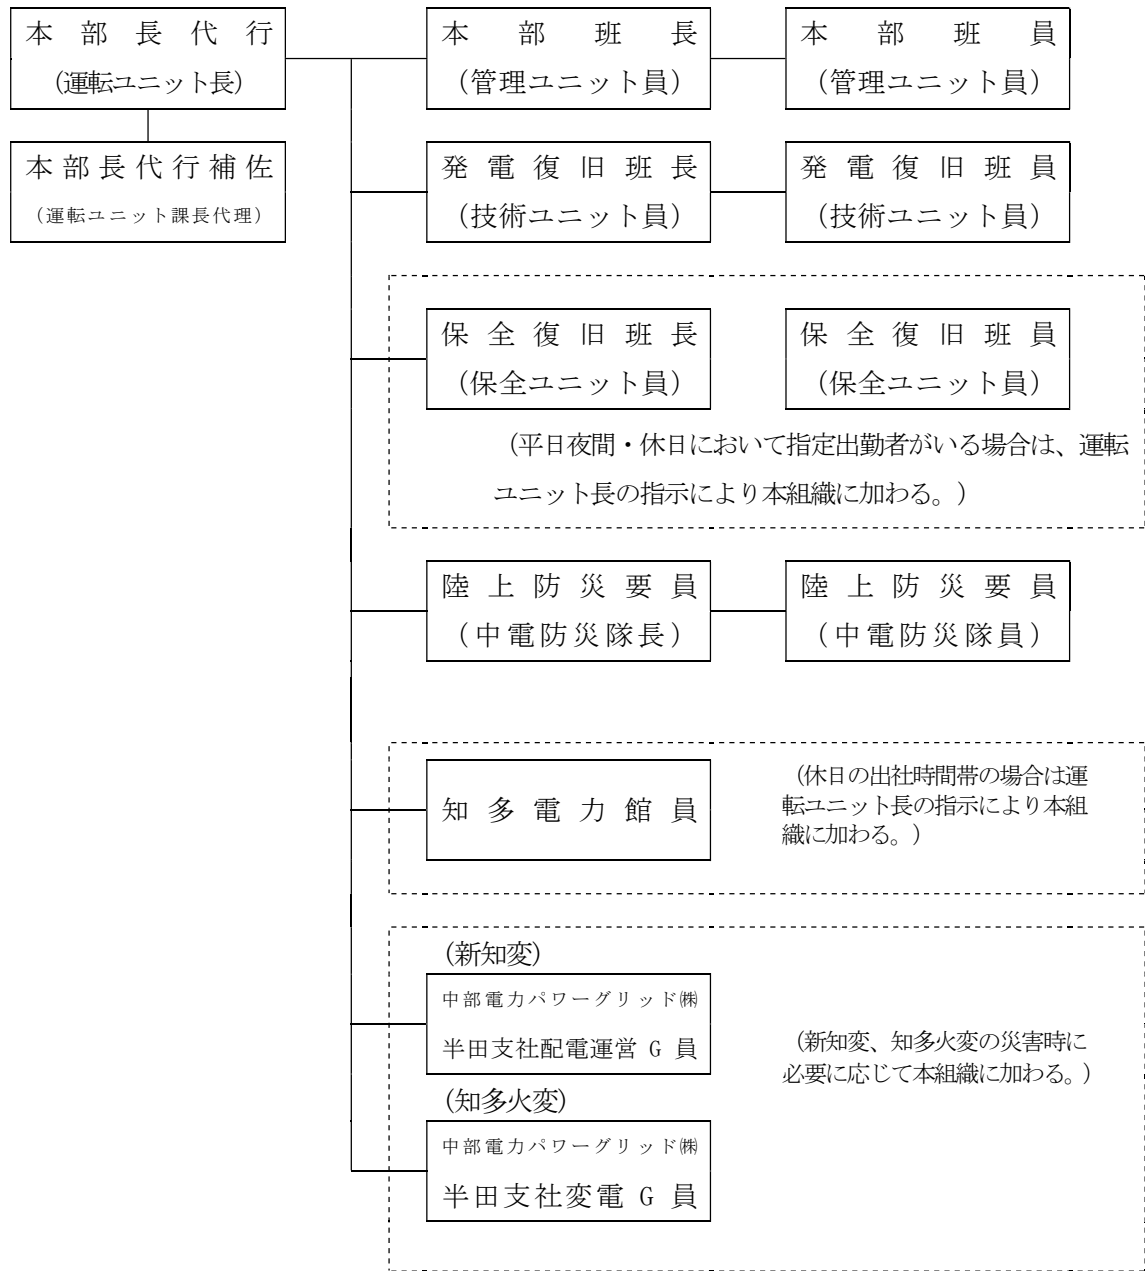 本部長代行
(運転ユニット長)
本部班長
(管理ユニット員)
本部班員
(管理ユニット員)
本部長代行補佐
(運転ユニット課長代理)
発電復旧班長
(技術ユニット員)
発電復旧班員
(技術ユニット員)
保全復旧班長
(保全ユニット員)
保全復旧班員
(保全ユニット員)
(平日夜間・休日において指定出勤者がいる場合は、運転
ユニット長の指示により本組織に加わる。)
陸上防災要員
(中電防災隊長)
陸上防災要員
(中電防災隊員)
知多電力館員
(休日の出社時間帯の場合は運
転ユニット長の指示により本組
織に加わる。)
(新知変)
中部電力パワーグリッド㈱
半田支社配電運営 G 員
(新知変、知多火変の災害時に
必要に応じて本組織に加わる。)
(知多火変)
中部電力パワーグリッド㈱
半田支社変電 G 員